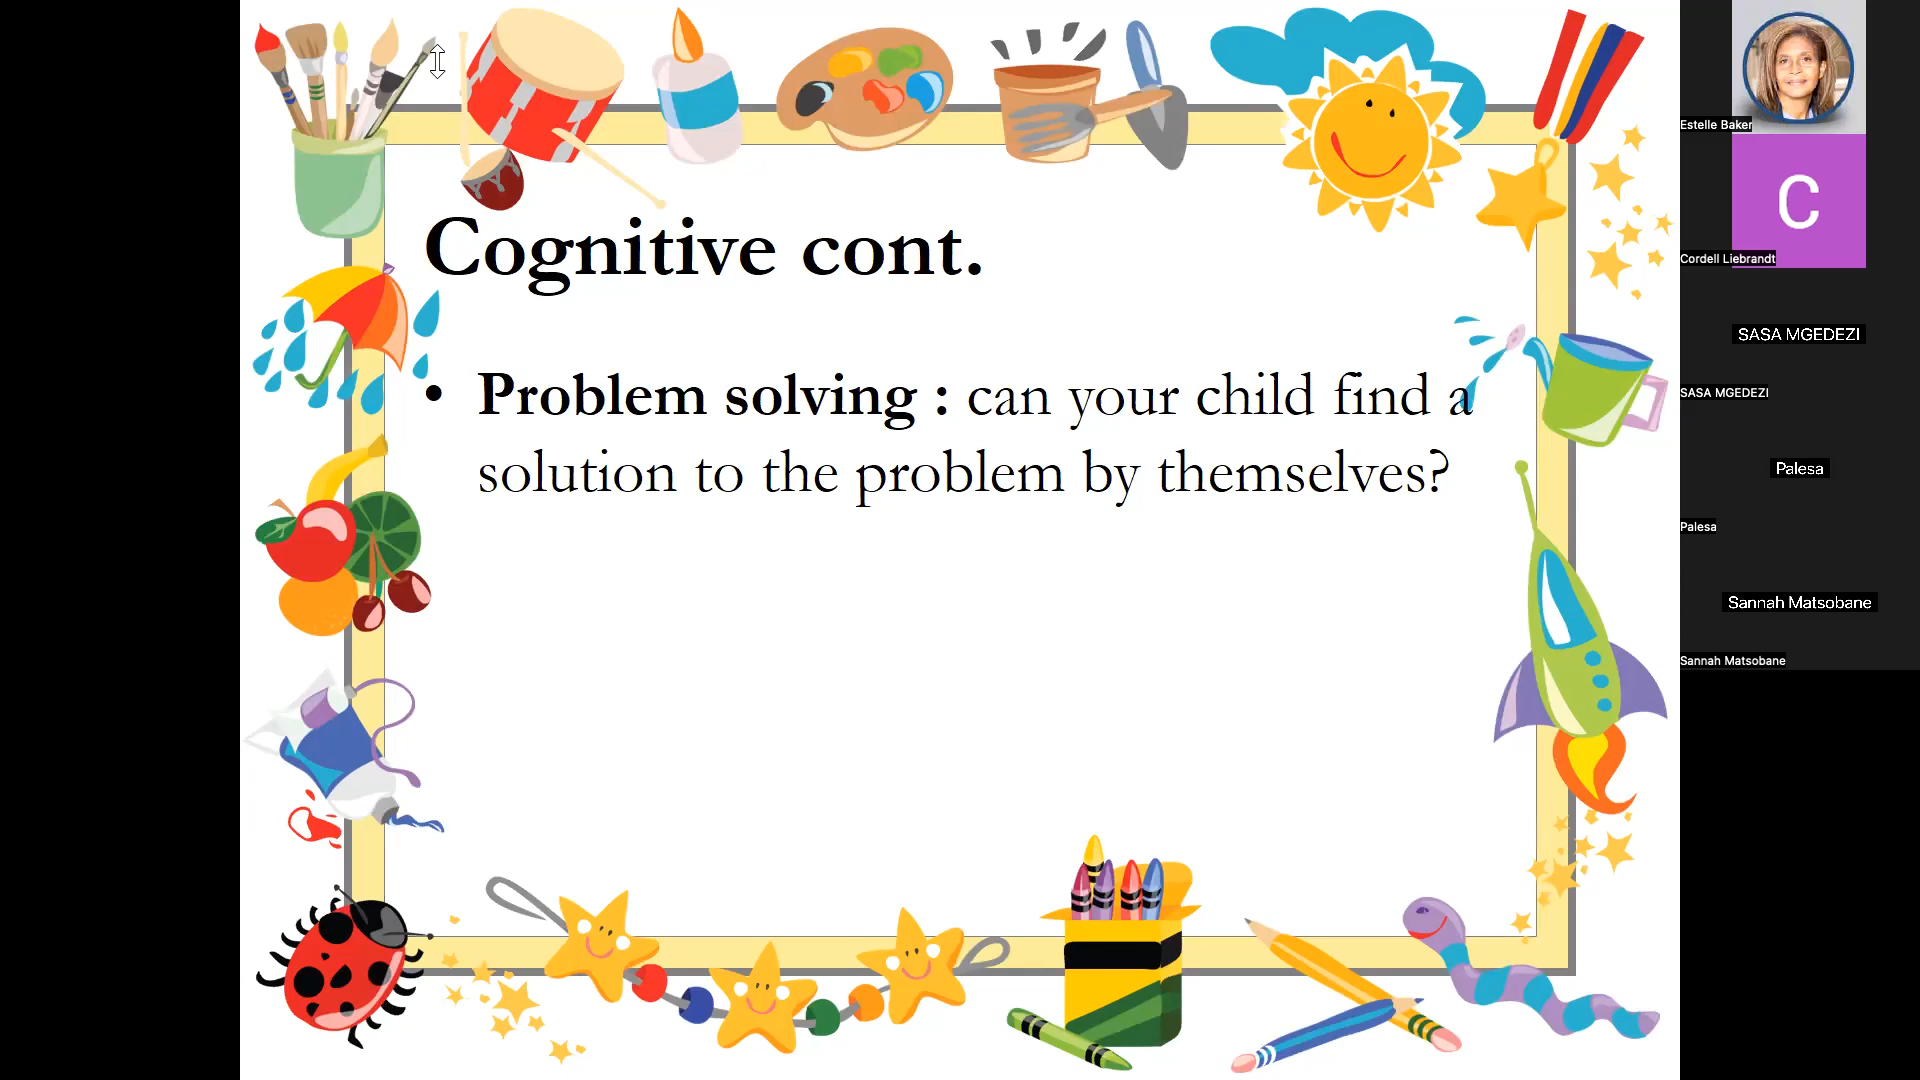 Cognitive cont.
• Problem solving : can your child find a
solution to the problem by themselves?
Estelle Baker
C
Cordell Liebrandt
SASA MGEDEZI
SASA MGEDEZI
Palesa
Palesa
Sannah Matsobane
Sannah Matsobane